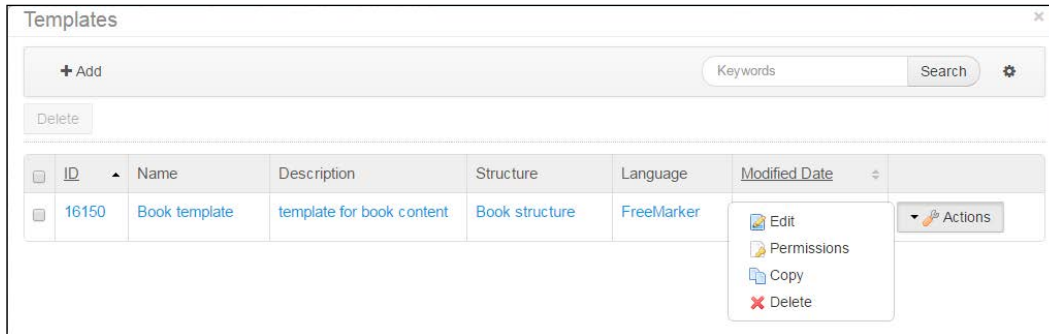 Templates
+ Add Keywords Search
Delete
ID Name Description Structure Language Modified Date
16150 Book template template for book content Book structure FreeMarker Actions
Edit
Permissions
Copy
Delete